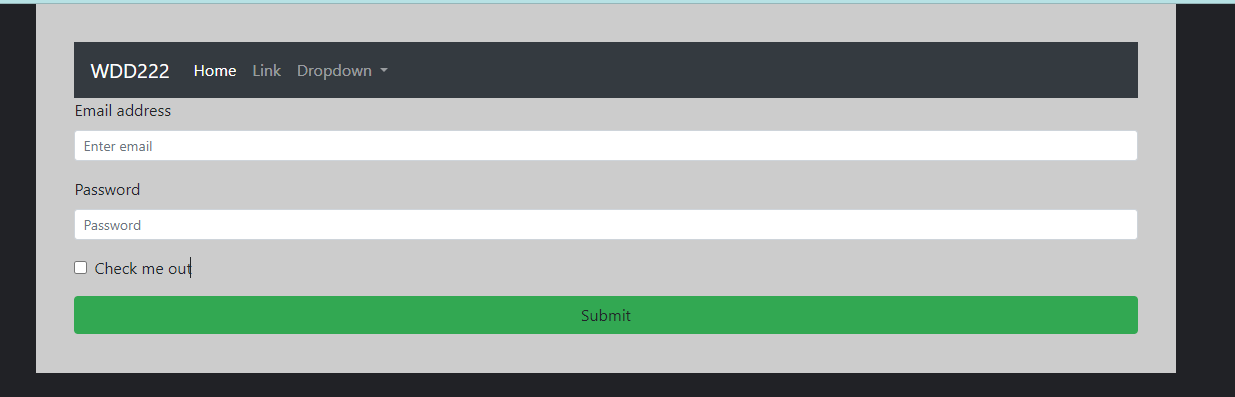 WDD222 Home Link Dropdown
Email address
Enter email
Password
Password
Check me out
Submit